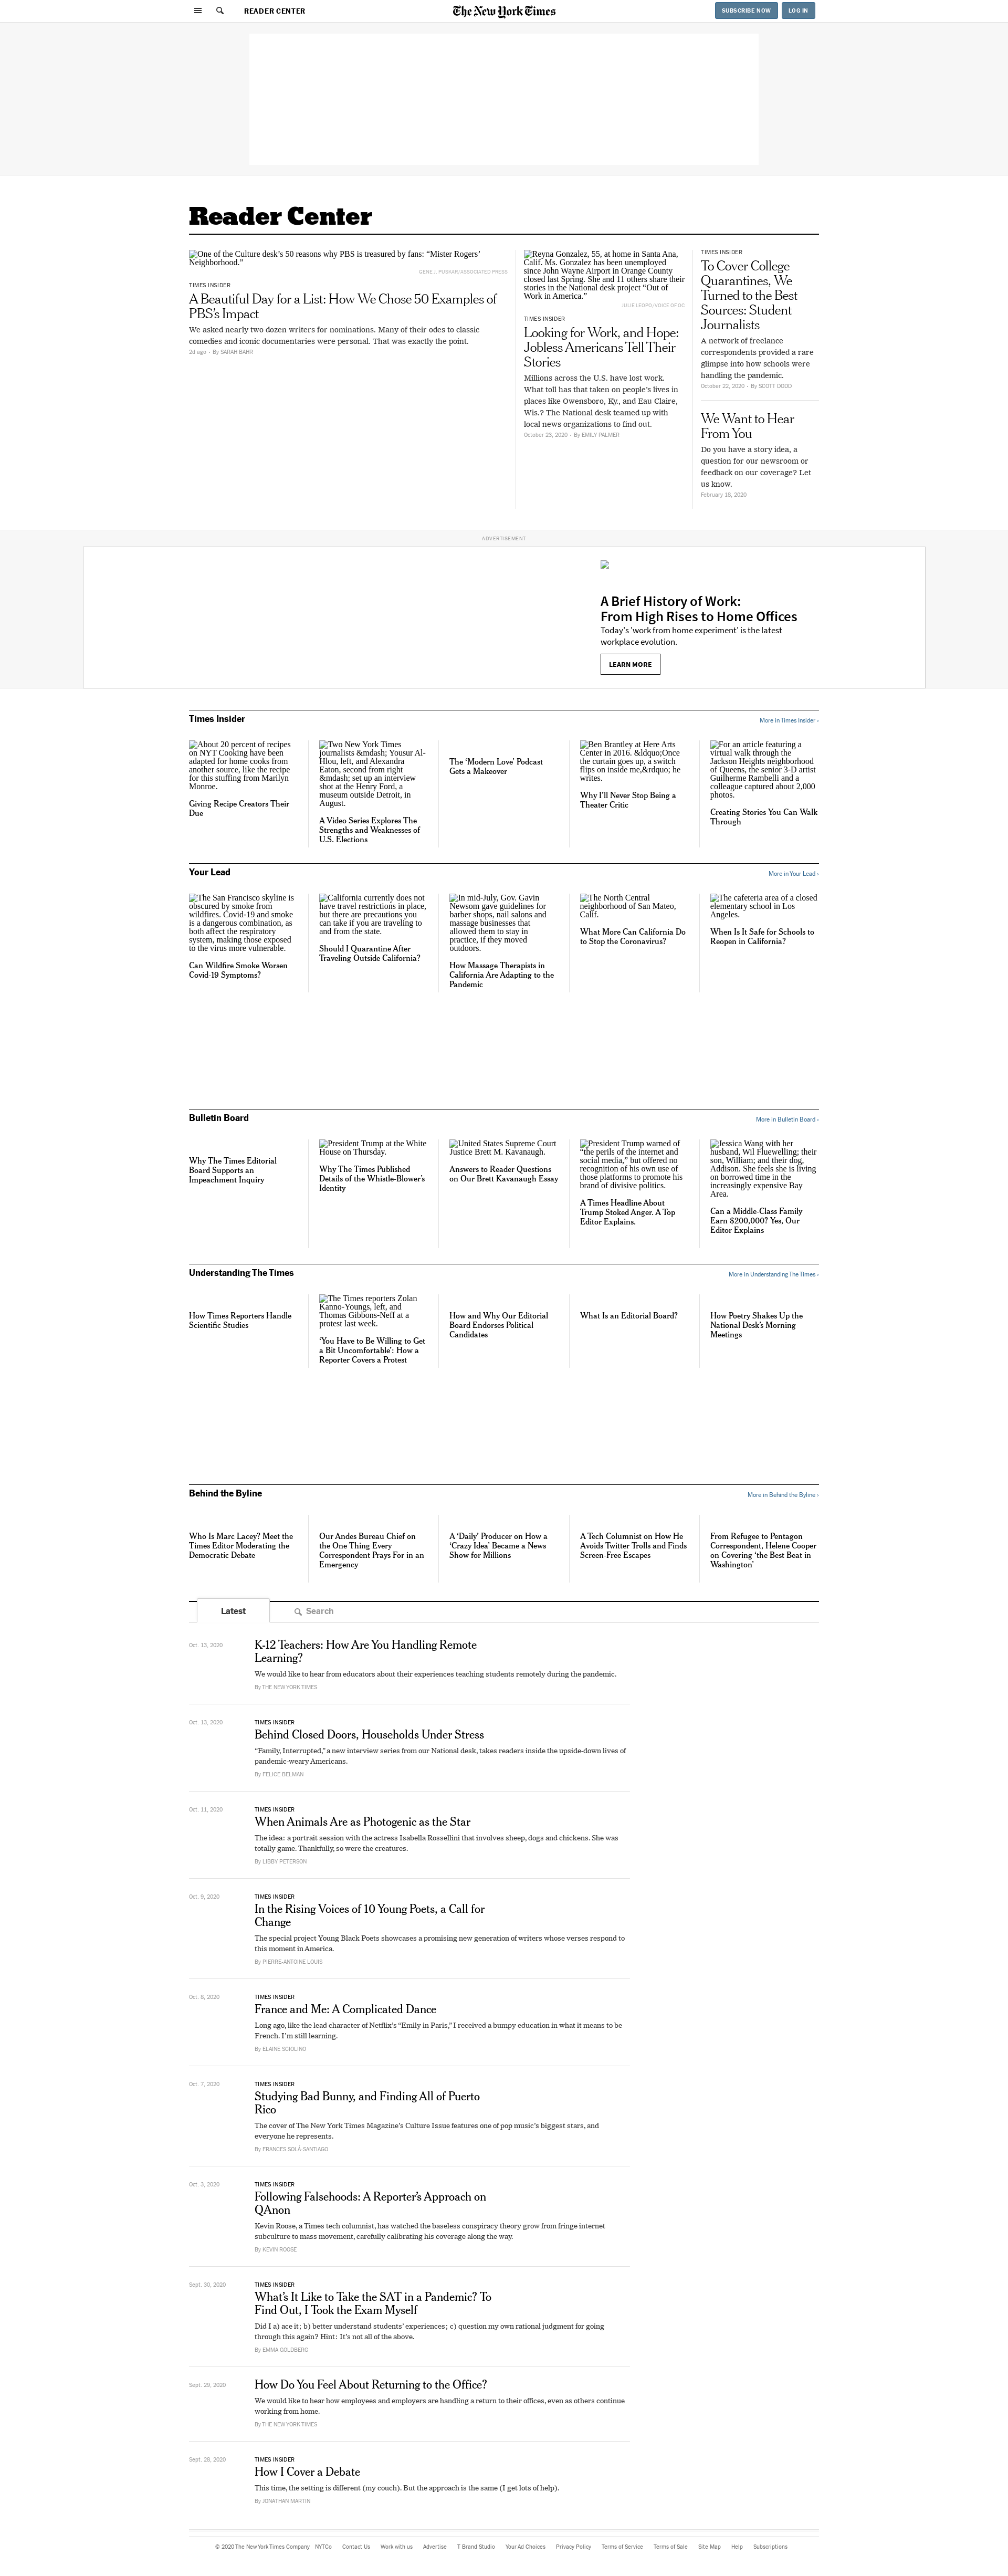 READER CENTER
The New York Times
SUBSCRIBE NOW
LOG IN
Reader Center
One of the Culture desk's 50 reasons why PBS is treasured by fans: “Mister Rogers’
Neighborhood.”
GENE J. PUSKAR/ASSOCIATED PRESS
TIMES INSIDER
A Beautiful Day for a List: How We Chose 50 Examples of
PBS’s Impact
We asked nearly two dozen writers for nominations. Many of their odes to classic
comedies and iconic documentaries were personal. That was exactly the point.
2d ago • By SARAH BAHR
Reyna Gonzalez, 55, at home in Santa Ana,
Calif. Ms. Gonzalez has been unemployed
since John Wayne Airport in Orange County
closed last Spring. She and 11 others share their
stories in the National desk project “Out of
Work in America.”
JULIE LEOPO/VOICE OF OC
TIMES INSIDER
Looking for Work, and Hope:
Jobless Americans Tell Their
Stories
Millions across the U.S. have lost work.
What toll has that taken on people’s lives in
places like Owensboro, Ky., and Eau Claire,
Wis.? The National desk teamed up with
local news organizations to find out.
October 23, 2020 • By EMILY PALMER
TIMES INSIDER
To Cover College
Quarantines, We
Turned to the Best
Sources: Student
Journalists
A network of freelance
correspondents provided a rare
glimpse into how schools were
handling the pandemic.
October 22, 2020 • By SCOTT DODD
We Want to Hear
From You
Do you have a story idea, a
question for our newsroom or
feedback on our coverage? Let
us know.
February 18, 2020
ADVERTISEMENT
A Brief History of Work:
From High Rises to Home Offices
Today's 'work from home experiment' is the latest
workplace evolution.
LEARN MORE
Times Insider
More in Times Insider ›
About 20 percent of recipes
on NYT Cooking have been
adapted for home cooks from
another source, like the recipe
for this stuffing from Marilyn
Monroe.
Giving Recipe Creators Their
Due
Two New York Times
journalists &mdash; Yousur Al-
Hlou, left, and Alexandra
Eaton, second from right
&mdash; set up an interview
shot at the Henry Ford, a
museum outside Detroit, in
August.
A Video Series Explores The
Strengths and Weaknesses of
U.S. Elections
The ‘Modern Love’ Podcast
Gets a Makeover
Ben Brantley at Here Arts
Center in 2016. &ldquo;Once
the curtain goes up, a switch
flips on inside me,&rdquo; he
writes.
Why I’ll Never Stop Being a
Theater Critic
For an article featuring a
virtual walk through the
Jackson Heights neighborhood
of Queens, the senior 3-D artist
Guilherme Rambelli and a
colleague captured about 2,000
photos.
Creating Stories You Can Walk
Through
Your Lead
More in Your Lead ›
The San Francisco skyline is
obscured by smoke from
wildfires. Covid-19 and smoke
is a dangerous combination, as
both affect the respiratory
system, making those exposed
to the virus more vulnerable.
Can Wildfire Smoke Worsen
Covid-19 Symptoms?
California currently does not
have travel restrictions in place,
but there are precautions you
can take if you are traveling to
and from the state.
Should I Quarantine After
Traveling Outside California?
In mid-July, Gov. Gavin
Newsom gave guidelines for
barber shops, nail salons and
massage businesses that
allowed them to stay in
practice, if they moved
outdoors.
How Massage Therapists in
California Are Adapting to the
Pandemic
The North Central
neighborhood of San Mateo,
Calif.
What More Can California Do
to Stop the Coronavirus?
The cafeteria area of a closed
elementary school in Los
Angeles.
When Is It Safe for Schools to
Reopen in California?
Bulletin Board
More in Bulletin Board ›
Why The Times Editorial
Board Supports an
Impeachment Inquiry
President Trump at the White
House on Thursday.
Why The Times Published
Details of the Whistle-Blower’s
Identity
United States Supreme Court
Justice Brett M. Kavanaugh.
Answers to Reader Questions
on Our Brett Kavanaugh Essay
President Trump warned of
“the perils of the internet and
social media,” but offered no
recognition of his own use of
those platforms to promote his
brand of divisive politics.
A Times Headline About
Trump Stoked Anger. A Top
Editor Explains.
Jessica Wang with her
husband, Wil Fluewelling; their
son, William; and their dog,
Addison. She feels she is living
on borrowed time in the
increasingly expensive Bay
Area.
Can a Middle-Class Family
Earn $200,000? Yes, Our
Editor Explains
Understanding The Times
More in Understanding The Times ›
How Times Reporters Handle
Scientific Studies
The Times reporters Zolan
Kanno-Youngs, left, and
Thomas Gibbons-Neff at a
protest last week.
‘You Have to Be Willing to Get
a Bit Uncomfortable’: How a
Reporter Covers a Protest
How and Why Our Editorial
Board Endorses Political
Candidates
What Is an Editorial Board?
How Poetry Shakes Up the
National Desk’s Morning
Meetings
Behind the Byline
More in Behind the Byline ›
Who Is Marc Lacey? Meet the
Times Editor Moderating the
Democratic Debate
Our Andes Bureau Chief on
the One Thing Every
Correspondent Prays For in an
Emergency
A ‘Daily’ Producer on How a
‘Crazy Idea’ Became a News
Show for Millions
A Tech Columnist on How He
Avoids Twitter Trolls and Finds
Screen-Free Escapes
From Refugee to Pentagon
Correspondent, Helene Cooper
on Covering ‘the Best Beat in
Washington’
Latest
Search
Oct. 13, 2020
K-12 Teachers: How Are You Handling Remote
Learning?
We would like to hear from educators about their experiences teaching students remotely during the pandemic.
By THE NEW YORK TIMES
Oct. 13, 2020
TIMES INSIDER
Behind Closed Doors, Households Under Stress
“Family, Interrupted,” a new interview series from our National desk, takes readers inside the upside-down lives of
pandemic-weary Americans.
By FELICE BELMAN
Oct. 11, 2020
TIMES INSIDER
When Animals Are as Photogenic as the Star
The idea: a portrait session with the actress Isabella Rossellini that involves sheep, dogs and chickens. She was
totally game. Thankfully, so were the creatures.
By LIBBY PETERSON
Oct. 9, 2020
TIMES INSIDER
In the Rising Voices of 10 Young Poets, a Call for
Change
The special project Young Black Poets showcases a promising new generation of writers whose verses respond to
this moment in America.
By PIERRE-ANTOINE LOUIS
Oct. 8, 2020
TIMES INSIDER
France and Me: A Complicated Dance
Long ago, like the lead character of Netflix’s “Emily in Paris,” I received a bumpy education in what it means to be
French. I’m still learning.
By ELAINE SCIOLINO
Oct. 7, 2020
TIMES INSIDER
Studying Bad Bunny, and Finding All of Puerto
Rico
The cover of The New York Times Magazine’s Culture Issue features one of pop music’s biggest stars, and
everyone he represents.
By FRANCES SOLÁ-SANTIAGO
Oct. 3, 2020
TIMES INSIDER
Following Falsehoods: A Reporter’s Approach on
QAnon
Kevin Roose, a Times tech columnist, has watched the baseless conspiracy theory grow from fringe internet
subculture to mass movement, carefully calibrating his coverage along the way.
By KEVIN ROOSE
Sept. 30, 2020
TIMES INSIDER
What’s It Like to Take the SAT in a Pandemic? To
Find Out, I Took the Exam Myself
Did I a) ace it; b) better understand students’ experiences; c) question my own rational judgment for going
through this again? Hint: It’s not all of the above.
By EMMA GOLDBERG
Sept. 29, 2020
How Do You Feel About Returning to the Office?
We would like to hear how employees and employers are handling a return to their offices, even as others continue
working from home.
By THE NEW YORK TIMES
Sept. 28, 2020
TIMES INSIDER
How I Cover a Debate
This time, the setting is different (my couch). But the approach is the same (I get lots of help).
By JONATHAN MARTIN
© 2020 The New York Times Company NYTCo Contact Us Work with us Advertise T Brand Studio Your Ad Choices Privacy Policy Terms of Service Terms of Sale Site Map Help Subscriptions